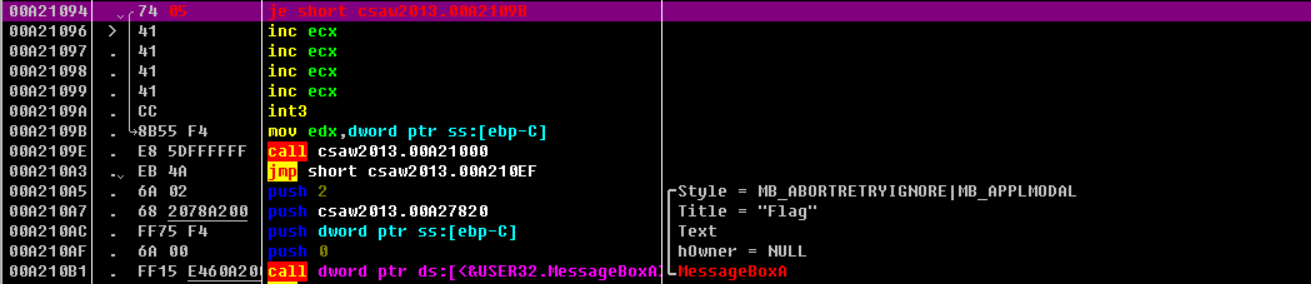 00A21094 74 05 je short csaw2013.00A2109B
00A21096 > 41 inc ecx
00A21097 . 41 inc ecx
00A21098 . 41 inc ecx
00A21099 . 41 inc ecx
00A2109A . CC int3
00A2109B . 8B55 F4 mov edx,dword ptr ss:[ebp-C]
00A2109E . E8 5DFFFFFF call csaw2013.00A21000
00A210A3 . EB 4A jmp short csaw2013.00A210EF
00A210A5 . 6A 02 push 2 Style = MB_ABORTRETRYIGNORE|MB_APPLMODAL
00A210A7 . 68 2078A200 push csaw2013.00A27820 Title = "Flag"
00A210AC . FF75 F4 push dword ptr ss:[ebp-C] Text
00A210AF . 6A 00 push 0 hOwner = NULL
00A210B1 . FF15 E460A20 call dword ptr ds:[<&USER32.MessageBoxA> MessageBoxA